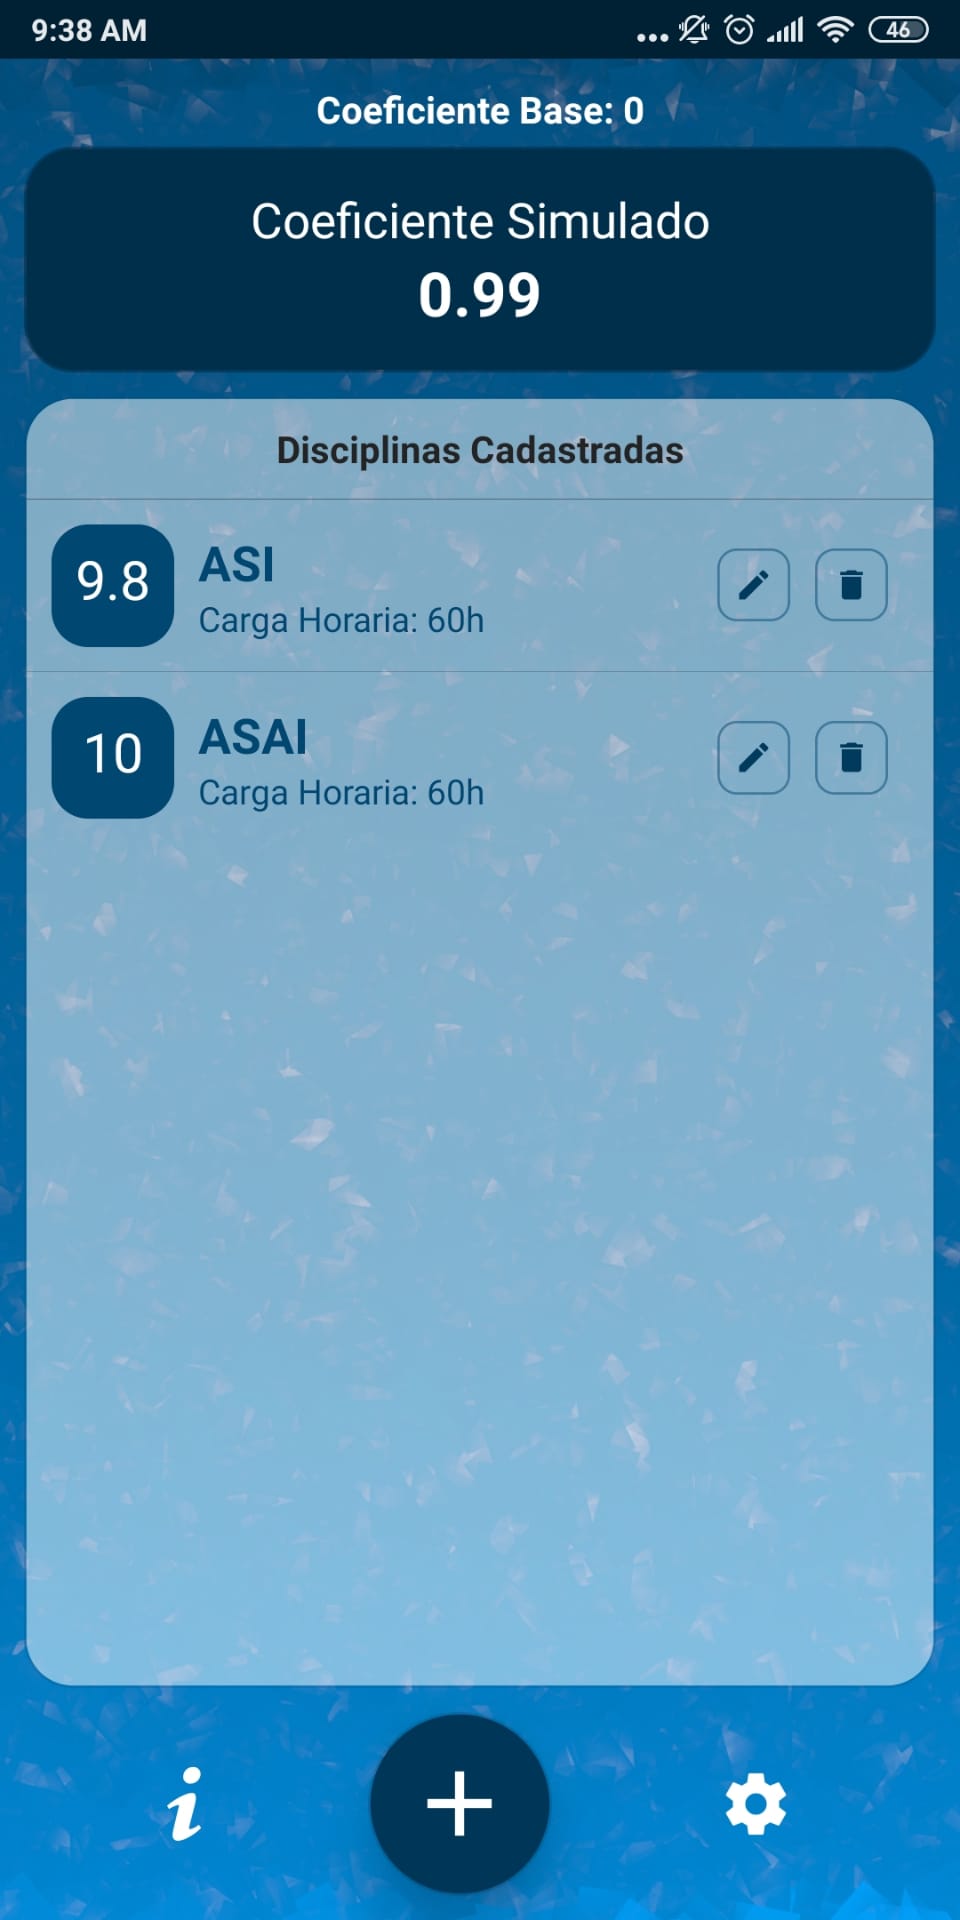 9:38 AM
46
Coeficiente Base: 0
Coeficiente Simulado
0.99
Disciplinas Cadastradas
9.8
ASI
Carga Horaria: 60h
10
ASAI
Carga Horaria: 60h